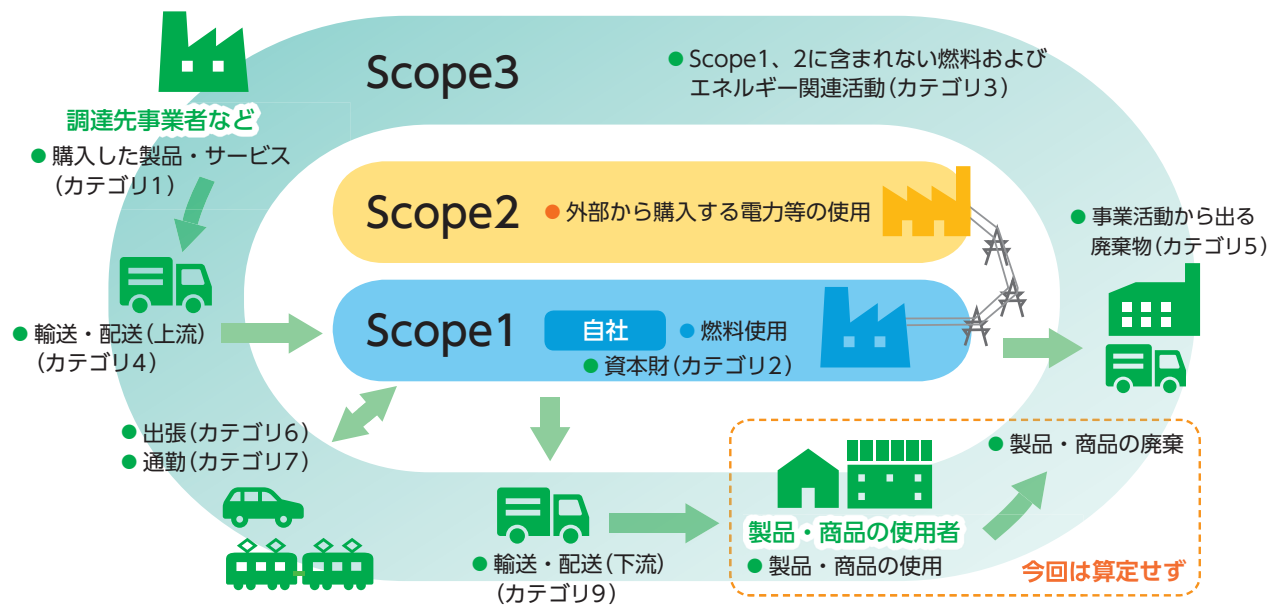 Scope3
● Scope1、2に含まれない燃料および
エネルギー関連活動(カテゴリ3)
調達先事業者など
● 購入した製品・サービス
(カテゴリ1)
Scope2
● 外部から購入する電力等の使用
● 事業活動から出る
廃棄物(カテゴリ5)
Scope1
自社
● 燃料使用
● 資本財(カテゴリ2)
● 輸送・配送(上流)
(カテゴリ4)
● 出張(カテゴリ6)
● 通勤(カテゴリ7)
● 輸送・配送(下流)
(カテゴリ9)
製品・商品の使用者
● 製品・商品の使用
● 製品・商品の廃棄
今回は算定せず